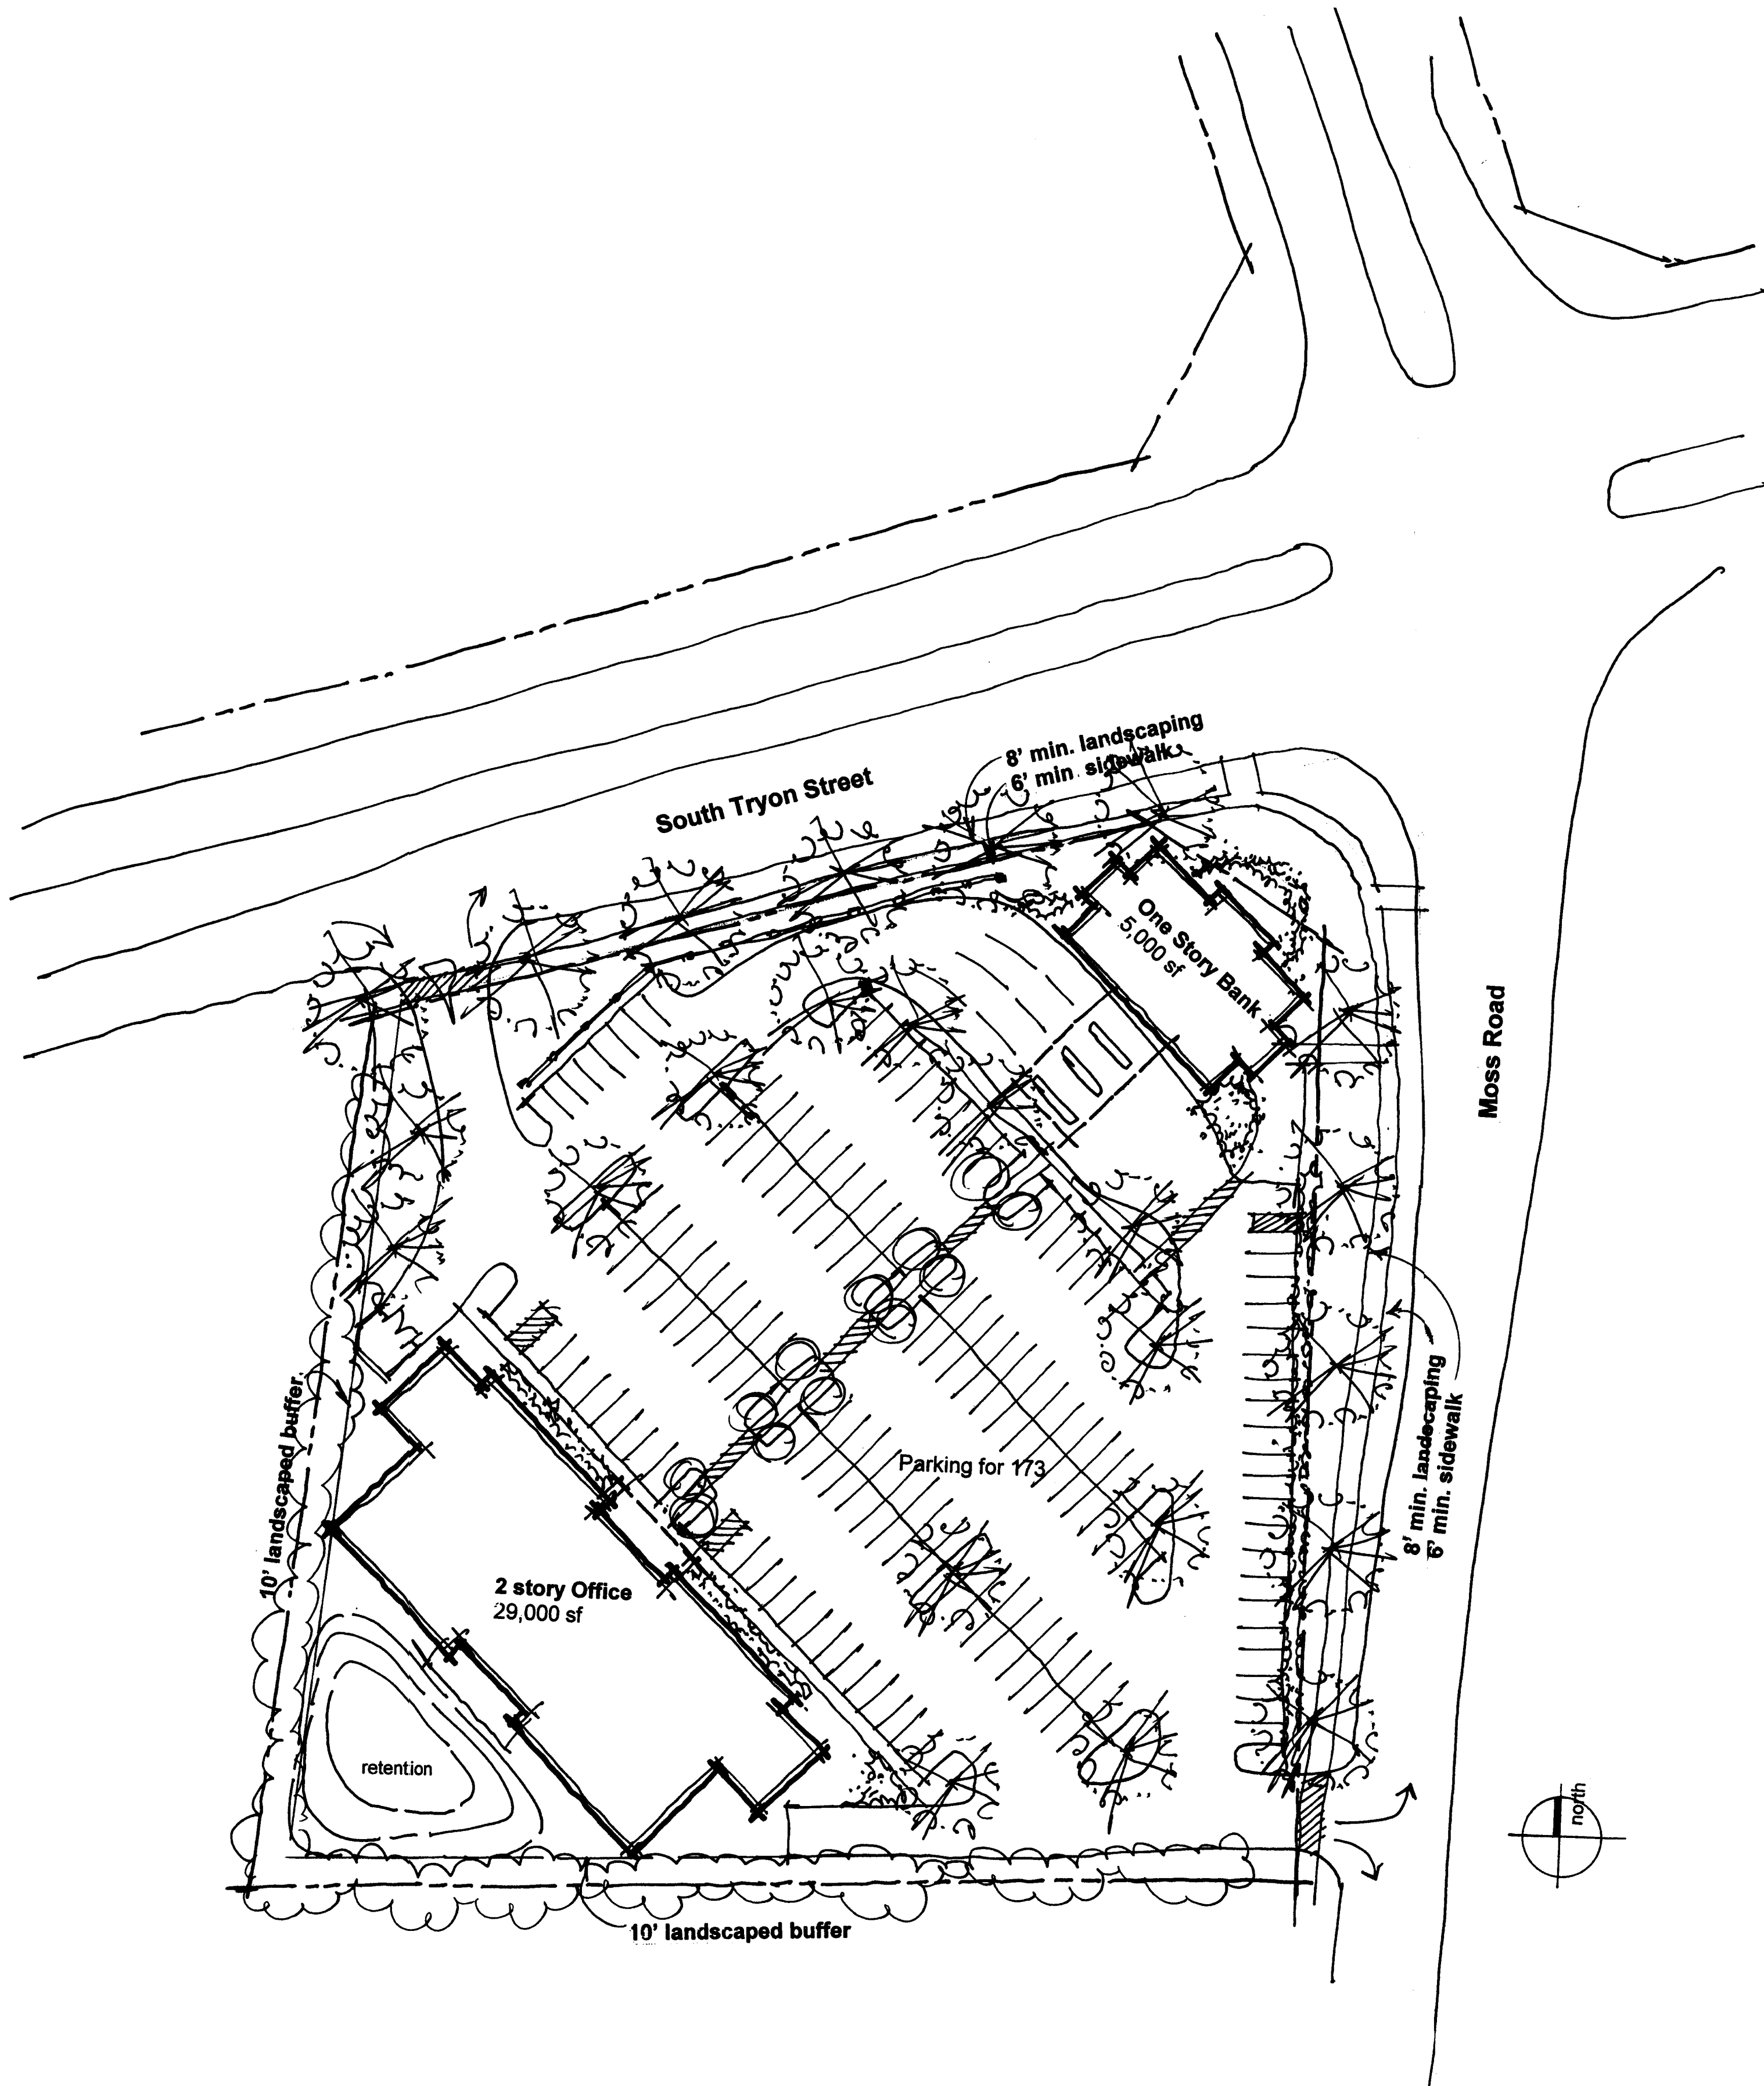 8' min. landscaping
6' min. sidewalk
South Tryon Street
One Story Bank
5,000 sf
Moss Road
8' min. landscaping
6' min. sidewalk
Parking for 173
10' landscaped buffer
2 story Office
29,000 sf
retention
north
10' landscaped buffer